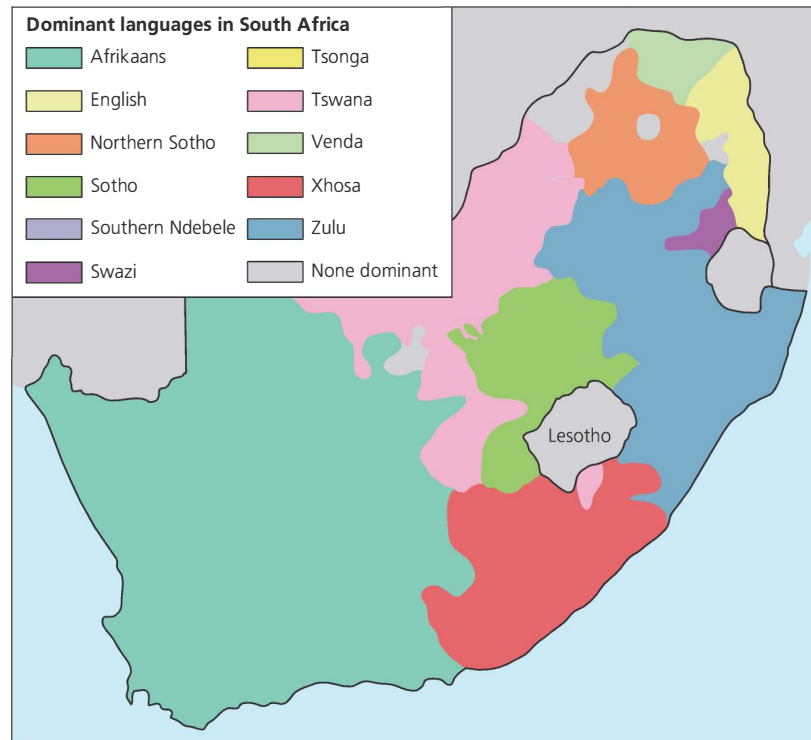 Dominant languages in South Africa
Afrikaans
English
Northern Sotho
Sotho
Southern Ndebele
Swazi
Tsonga
Tswana
Venda
Xhosa
Zulu
None dominant
Lesotho